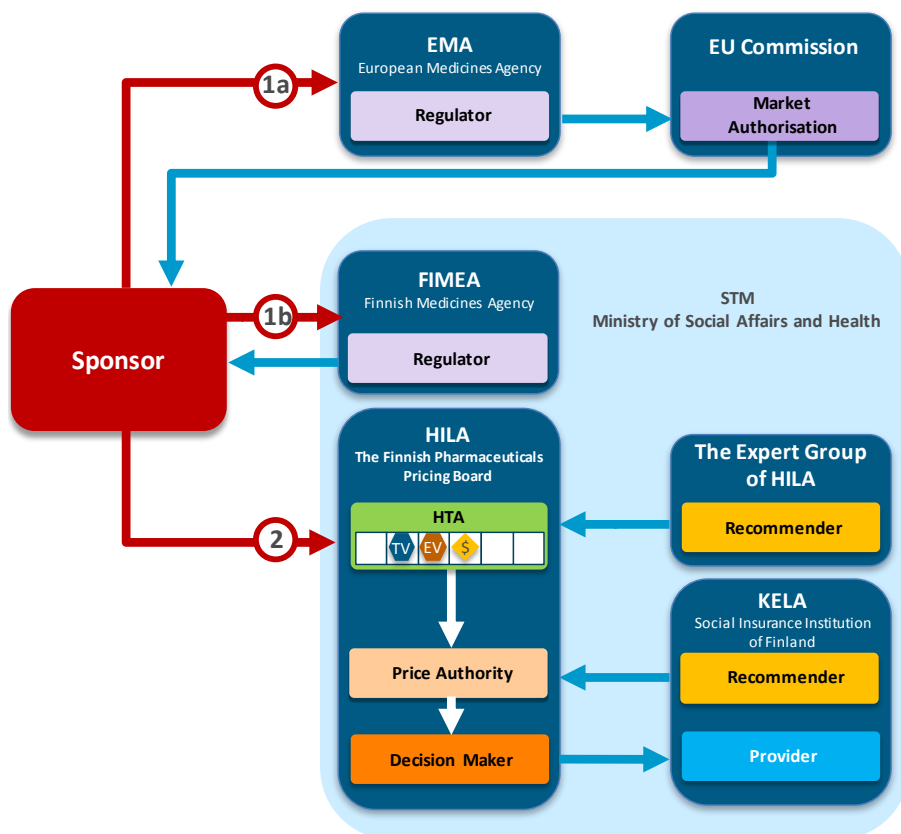 EMA
European Medicines Agency
Regulator
EU Commission
Market
Authorisation
1a
FIMEA
Finnish Medicines Agency
Regulator
STM
Ministry of Social Affairs and Health
1b
Sponsor
HILA
The Finnish Pharmaceuticals
Pricing Board
HTA
TV EV $
The Expert Group
of HILA
Recommender
2
Price Authority
Decision Maker
KELA
Social Insurance Institution
of Finland
Recommender
Provider